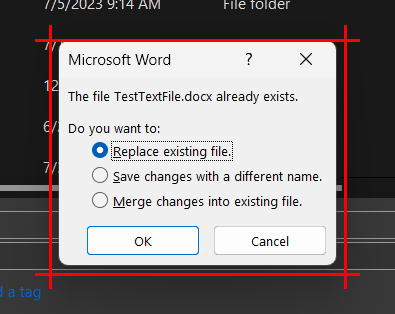 7/5/2023 9:14 AM File folder
7/
Microsoft Word ? X
12
The file TestTextFile.docx already exists.
6/2
Do you want to:
Replace existing file.
7/
Save changes with a different name.
Merge changes into existing file.
OK Cancel
d a tag